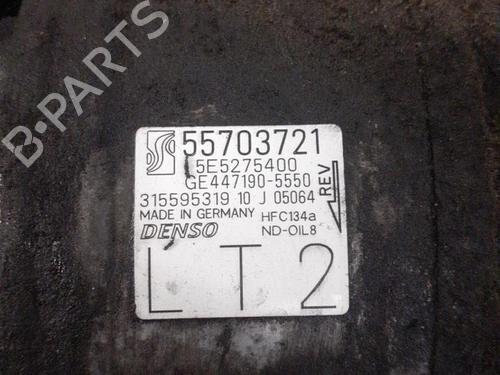 B-PARTS
55703721
5E5275400
GE447190-5550
315595319 10 J 05064
MADE IN GERMANY HFC134a
DENSO ND-OIL8
REV
LT2